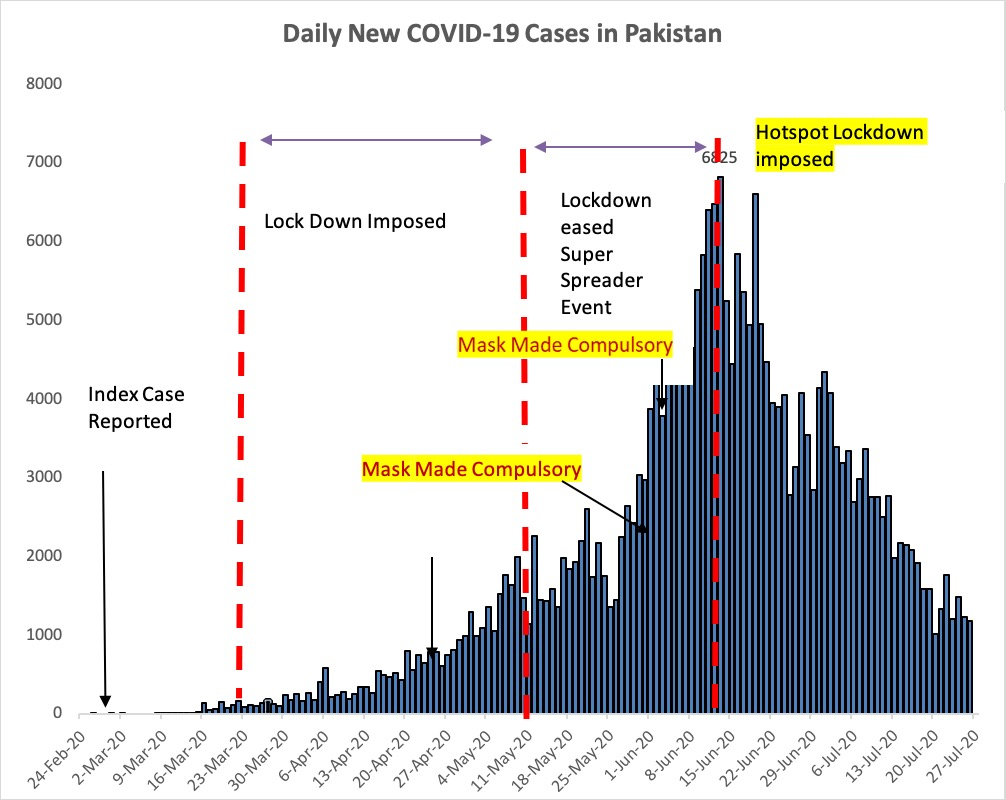 Daily New COVID-19 Cases in Pakistan
8000
7000
6000
5000
4000
3000
2000
1000
0
Hotspot Lockdown
imposed
6825
Lock Down Imposed
Lockdown
eased
Super
Spreader
Event
Mask Made Compulsory
Index Case
Reported
Mask Made Compulsory
24-Feb-20
2-Mar-20
9-Mar-20
16-Mar-20
23-Mar-20
30-Mar-20
6-Apr-20
13-Apr-20
20-Apr-20
27-Apr-20
4-May-20
11-May-20
18-May-20
25-May-20
1-Jun-20
8-Jun-20
15-Jun-20
22-Jun-20
29-Jun-20
6-Jul-20
13-Jul-20
20-Jul-20
27-Jul-20